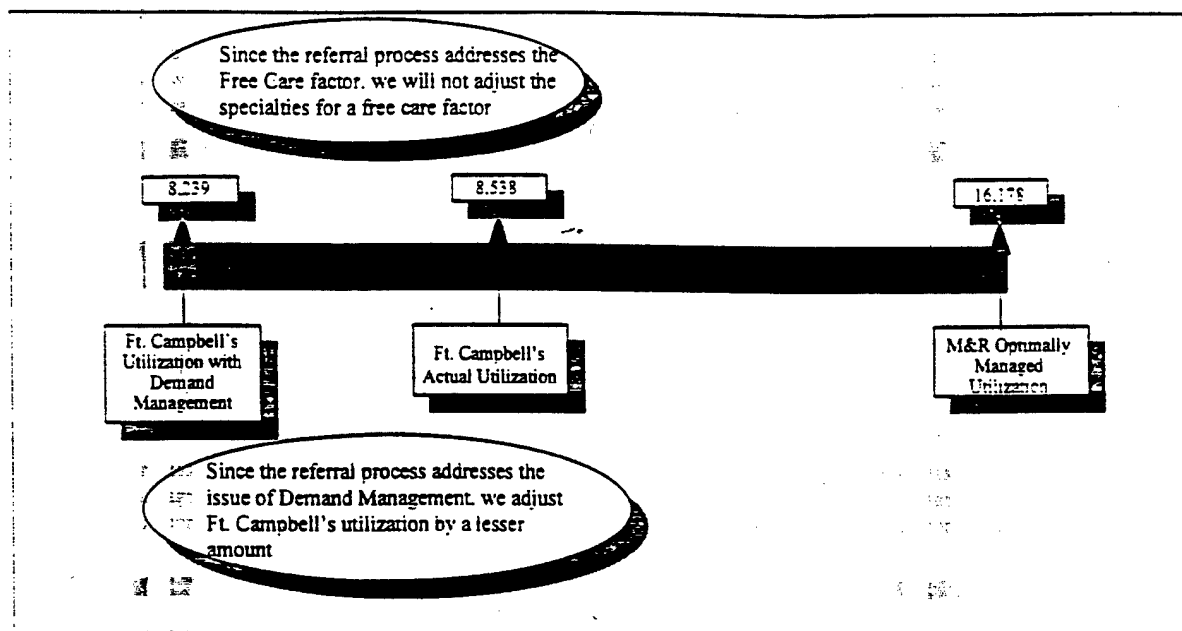 Since the referral process addresses the
Free Care factor, we will not adjust the
specialties for a free care factor
8.239
8.538
16.178
Ft. Campbell's
Utilization with
Demand
Management
Ft. Campbell's
Actual Utilization
M&R Optimally
Managed
Utilization
Since the referral process addresses the
issue of Demand Management, we adjust
Ft. Campbell's utilization by a lesser
amount